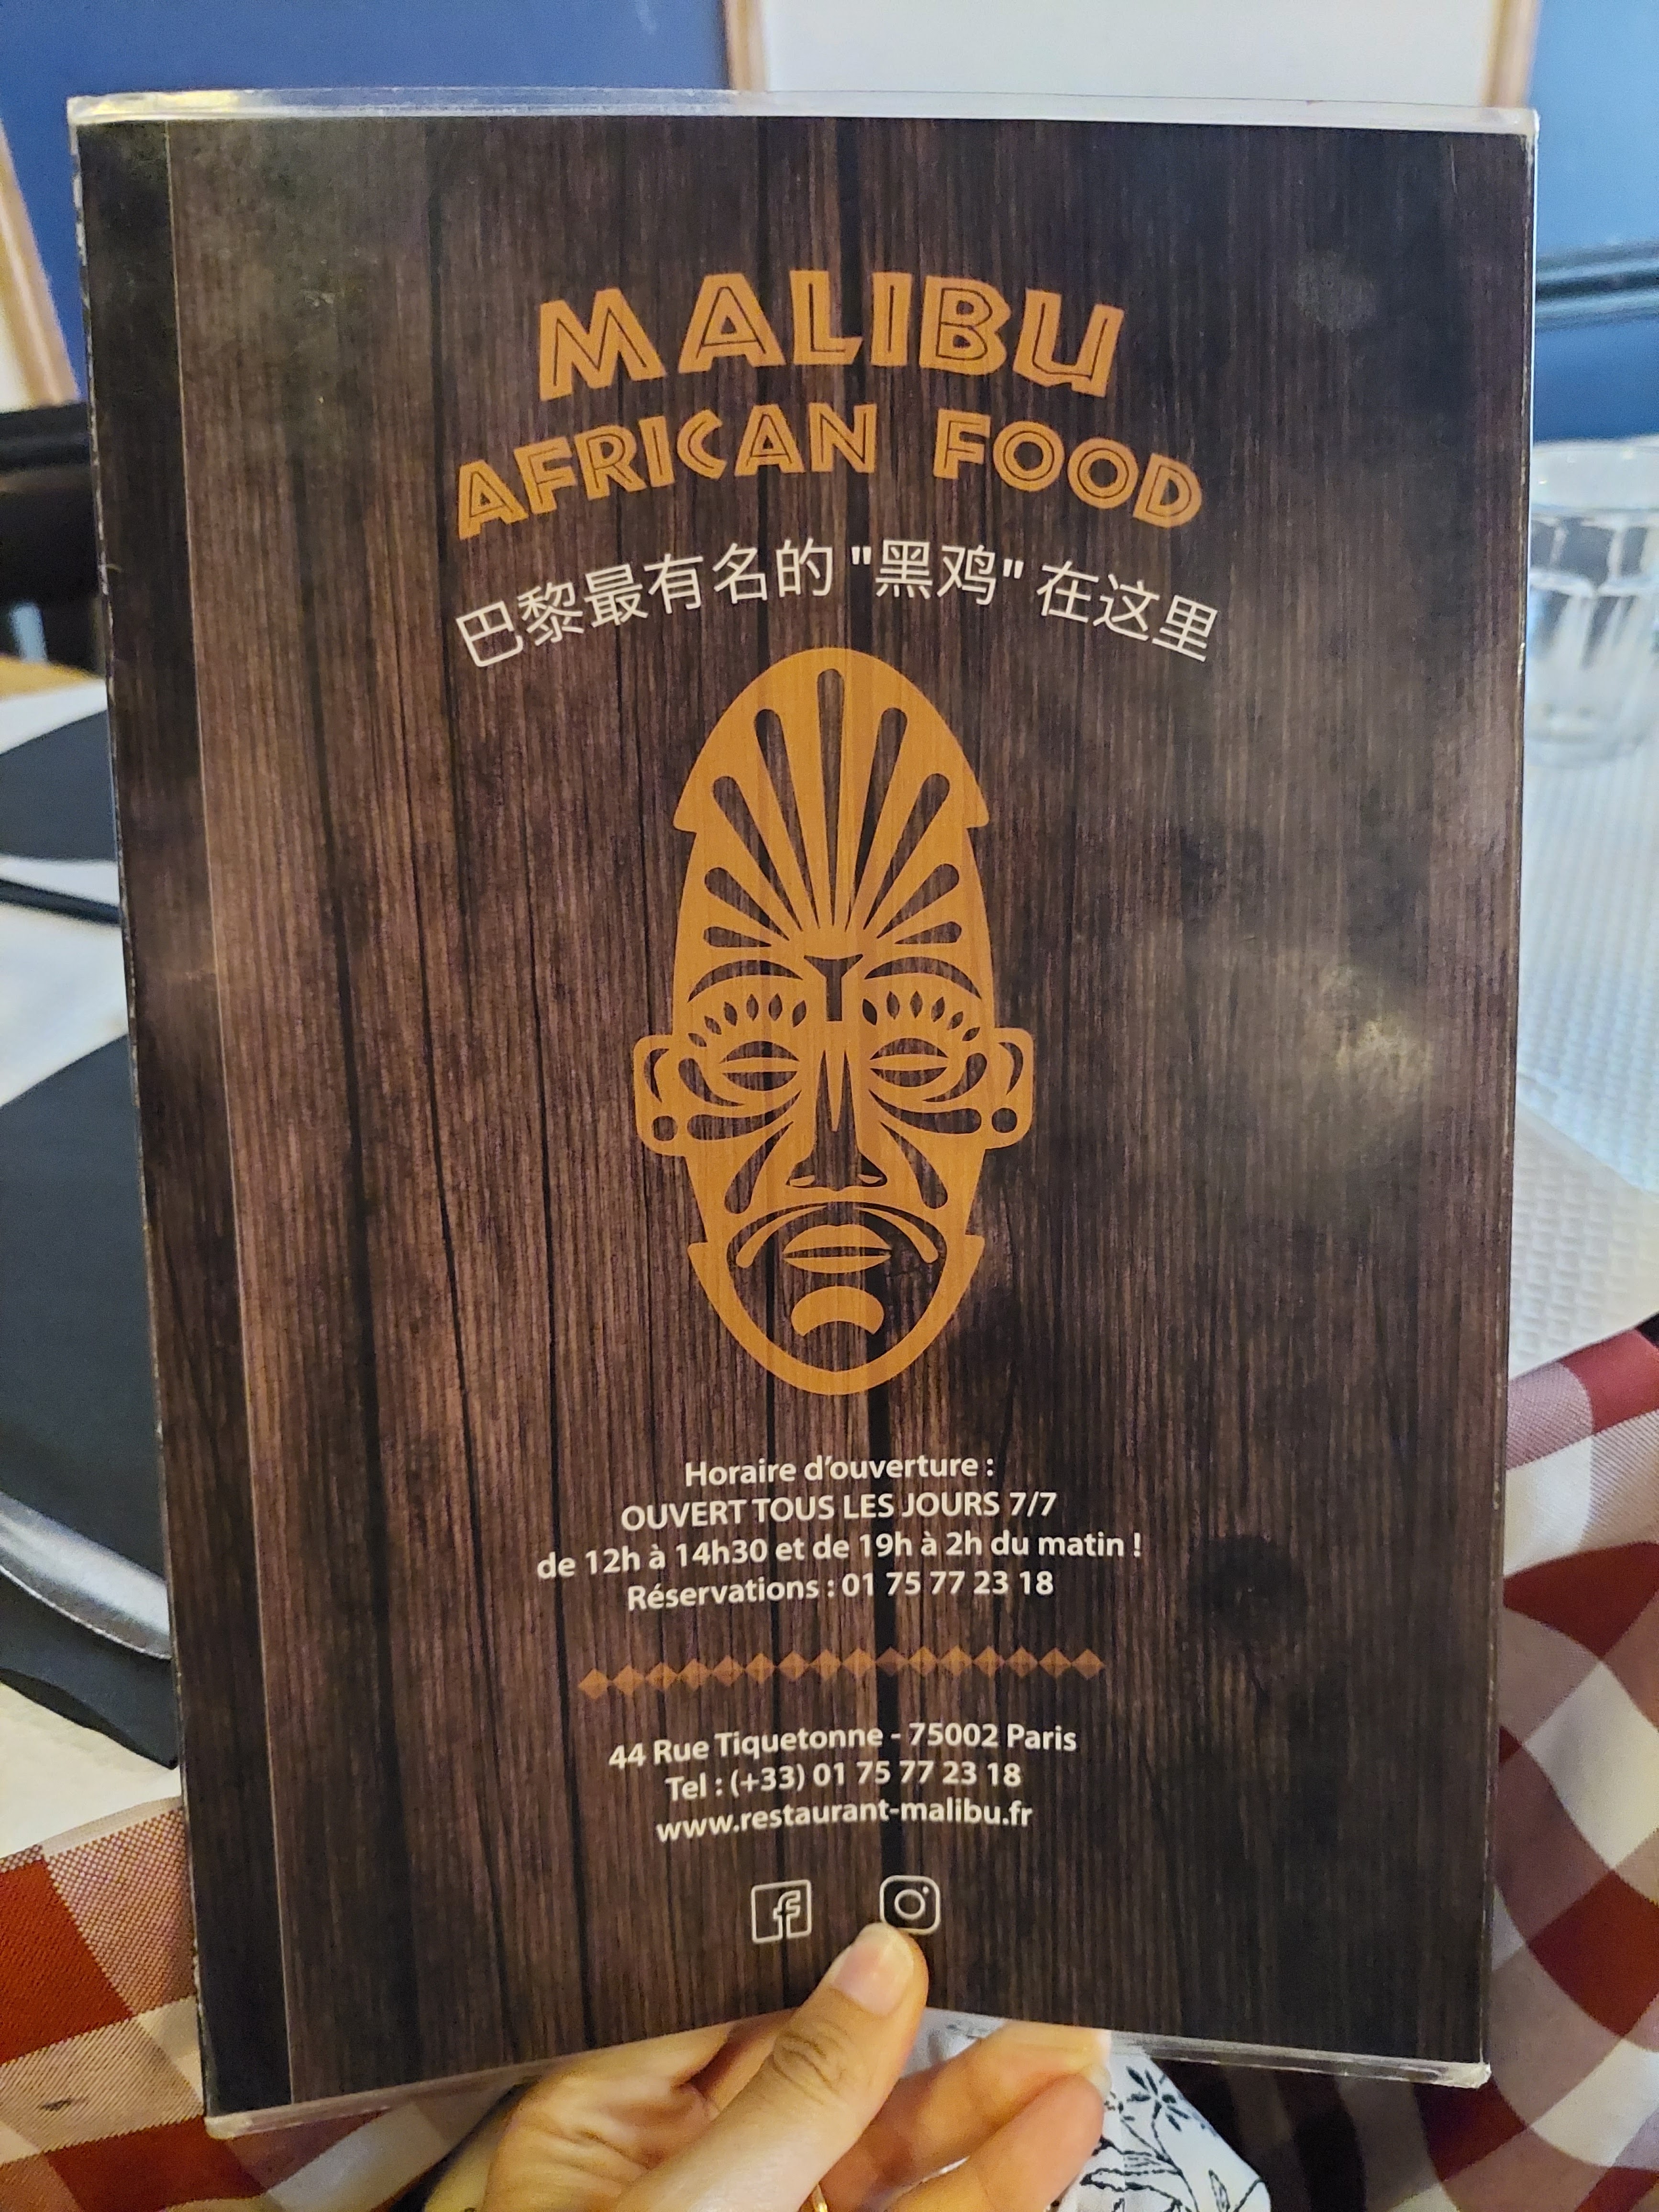 MALIBU
AFRICAN FOOD
巴黎最有名的"黑鸡"在这里
Horaire d'ouverture :
OUVERT TOUS LES JOURS 7/7
de 12h à 14h30 et de 19h à 2h du matin !
Réservations : 01 75 77 23 18
44 Rue Tiquetonne - 75002 Paris
Tel : (+33) 01 75 77 23 18
www.restaurant-malibu.fr